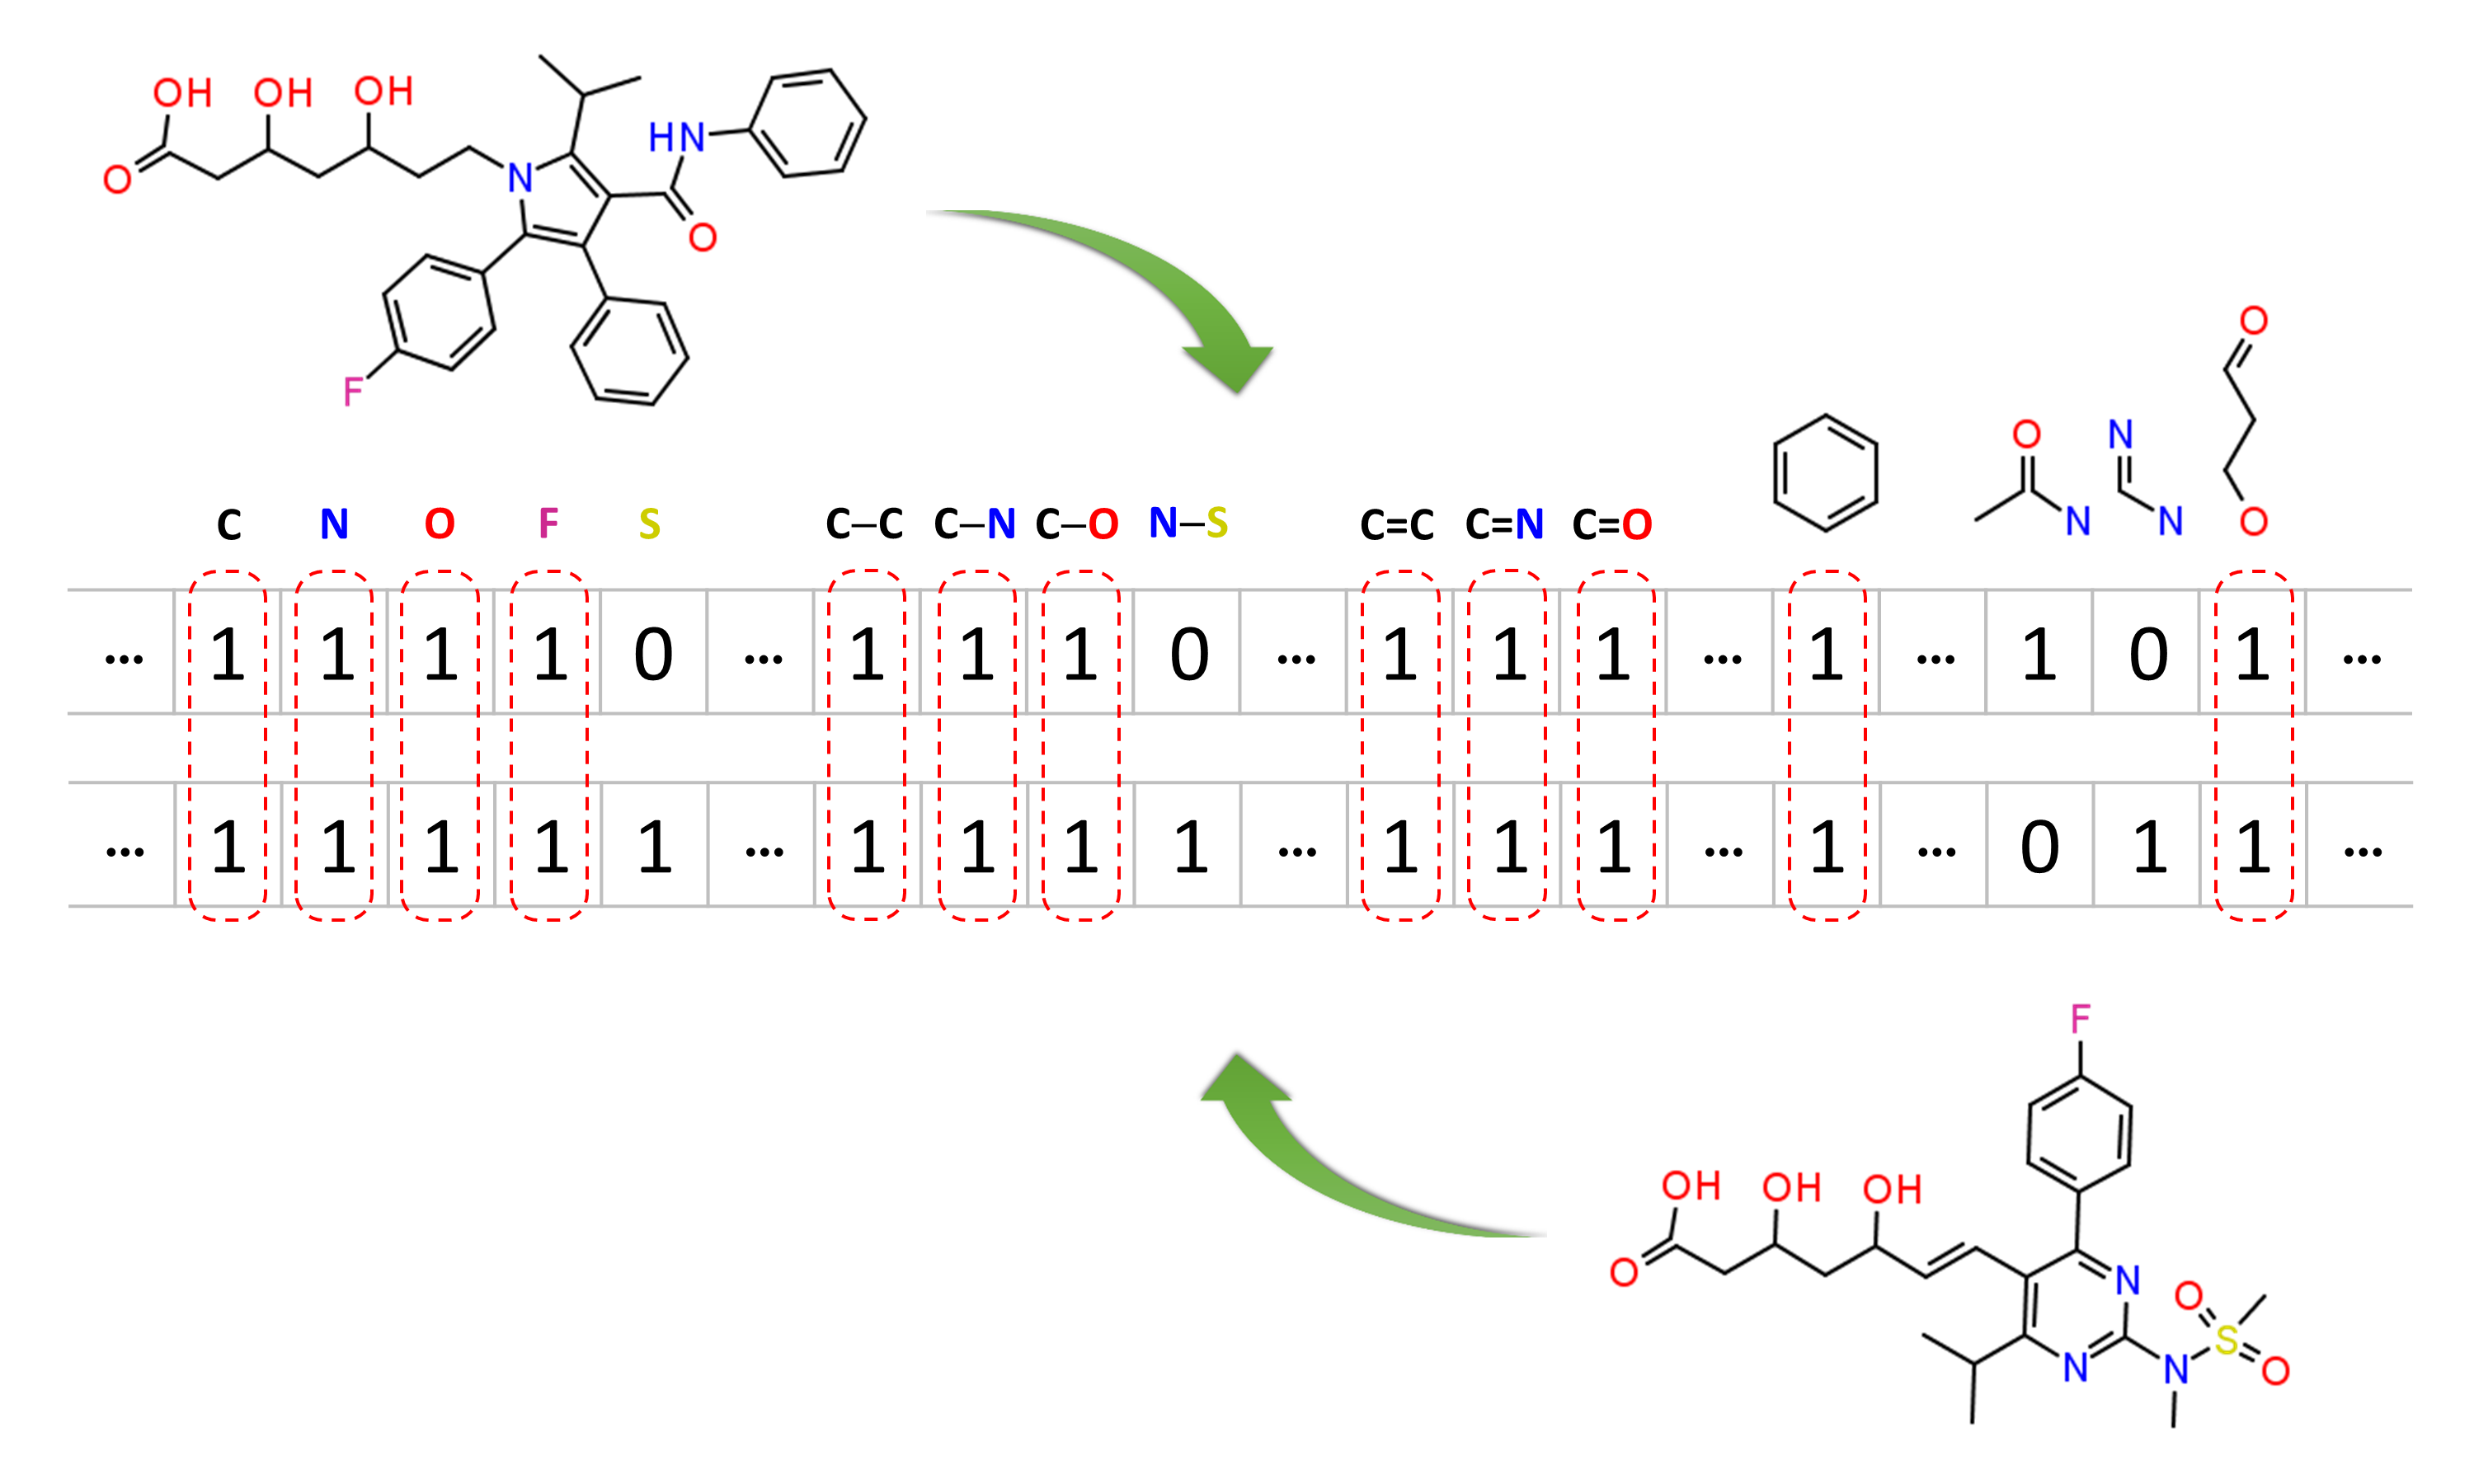 OH OH OH
O
N
HN
O
F
O
O N
N N
O
C N O F S C–C C–N C–O N–S C=C C=N C=O
... 1 1 1 1 0 ... 1 1 1 0 ... 1 1 1 ... 1 ... 1 0 1 ...
... 1 1 1 1 1 ... 1 1 1 1 ... 1 1 1 ... 1 ... 0 1 1 ...
F
OH OH OH
O
N
N
N
O
S
O